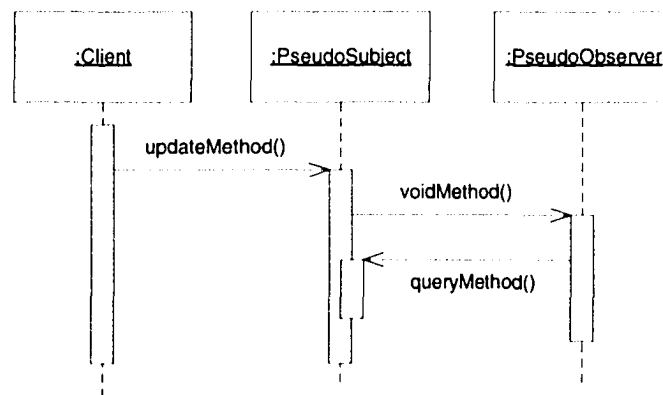 :Client
:PseudoSubject
:PseudoObserver
updateMethod()
voidMethod()
queryMethod()